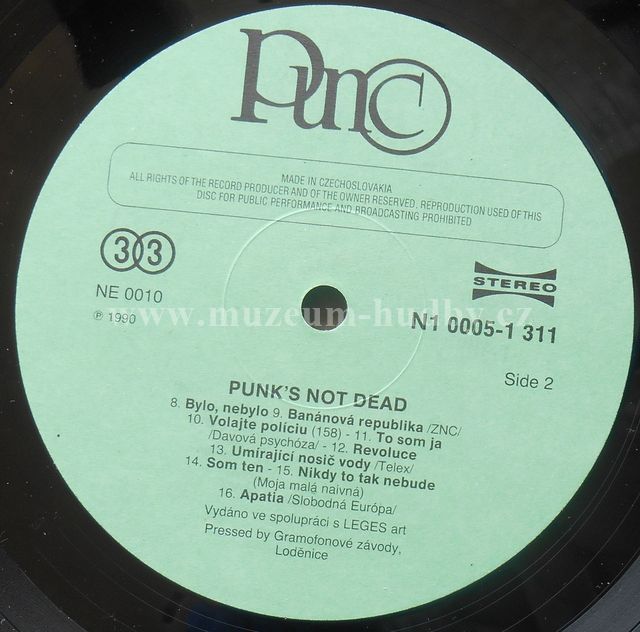 Punc
MADE IN CZECHOSLOVAKIA
ALL RIGHTS OF THE RECORD PRODUCER AND OF THE OWNER RESERVED. REPRODUCTION USED OF THIS
DISC FOR PUBLIC PERFORMANCE AND BROADCASTING PROHIBITED
33
STEREO
NE 0010
℗ 1990
www.muzeum-hudby.cz
N1 0005-1 311
Side 2
PUNK'S NOT DEAD
8. Bylo, nebylo 9. Banánová republika /ZNC/
10. Volajte políciu (158) - 11. To som ja
/Davová psychóza/ - 12. Revoluce
13. Umírající nosič vody /Telex/
14. Som ten - 15. Nikdy to tak nebude
(Moja malá naivná)
16. Apatia /Slobodná Európa/
Vydáno ve spolupráci s LEGES art
Pressed by Gramofonové závody,
Loděnice